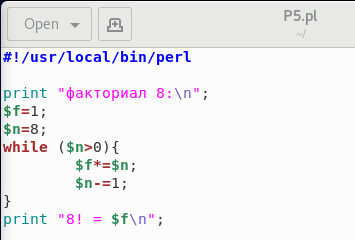 Open
P5.pl
~/
#!/usr/local/bin/perl
print "факториал 8:\n";
$f=1;
$n=8;
while ($n>0){
        $f*=$n;
        $n-=1;
}
print "8! = $f\n";